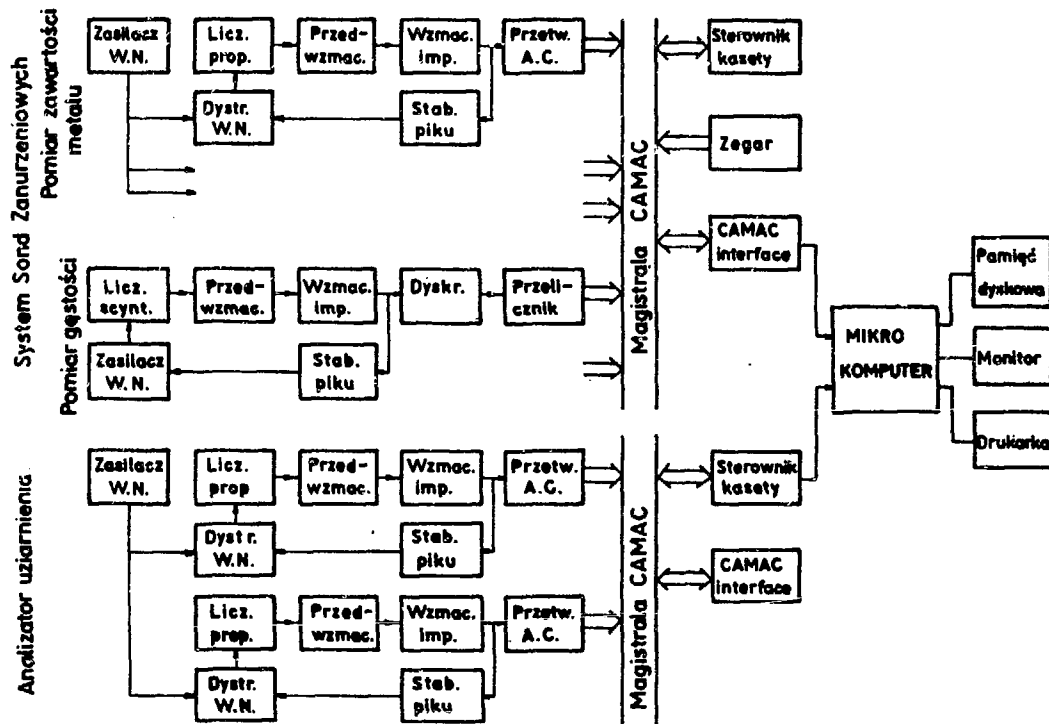 System Sond Zanurzeniowych
Pomiar zawartości
metalu
Zasilacz
W.N.
Licz.
prop.
Przed-
wzmac.
Wzmac.
imp.
Przetw.
A.C.
Dystr.
W.N.
Stab.
piku
Pomiar gęstości
Licz.
scynt.
Przed-
wzmac.
Wzmac.
imp.
Dyskr.
Przeli-
cznik
Zasilacz
W.N.
Stab.
piku
Magistrala CAMAC
Sterownik
kasety
Zegar
CAMAC
interface
MIKRO
KOMPUTER
Pamięć
dyskowa
Monitor
Drukarka
Analizator uziarnienia
Zasilacz
W.N.
Licz.
prop
Przed-
wzmac.
Wzmac.
imp.
Przetw.
A.C.
Dystr.
W.N.
Stab.
piku
Licz.
prop.
Przed-
wzmac.
Wzmac.
imp.
Przetw.
A.C.
Dystr.
W.N.
Stab.
piku
Magistrala CAMAC
Sterownik
kasety
CAMAC
interface